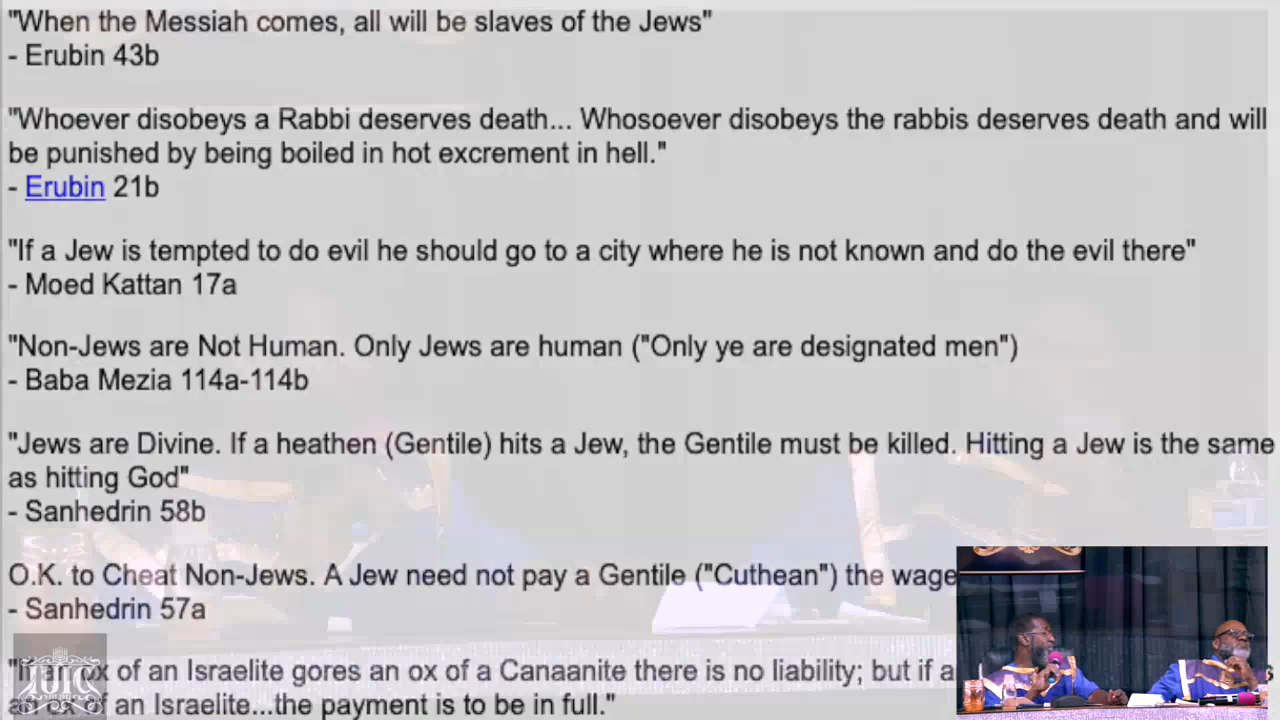 "When the Messiah comes, all will be slaves of the Jews"
- Erubin 43b
"Whoever disobeys a Rabbi deserves death... Whosoever disobeys the rabbis deserves death and will
be punished by being boiled in hot excrement in hell."
- Erubin 21b
"If a Jew is tempted to do evil he should go to a city where he is not known and do the evil there"
- Moed Kattan 17a
"Non-Jews are Not Human. Only Jews are human ("Only ye are designated men")
- Baba Mezia 114a-114b
"Jews are Divine. If a heathen (Gentile) hits a Jew, the Gentile must be killed. Hitting a Jew is the same
as hitting God"
- Sanhedrin 58b
O.K. to Cheat Non-Jews. A Jew need not pay a Gentile ("Cuthean") the wage
- Sanhedrin 57a
ox of an Israelite gores an ox of a Canaanite there is no liability; but if a
an Israelite...the payment is to be in full."
IUIC